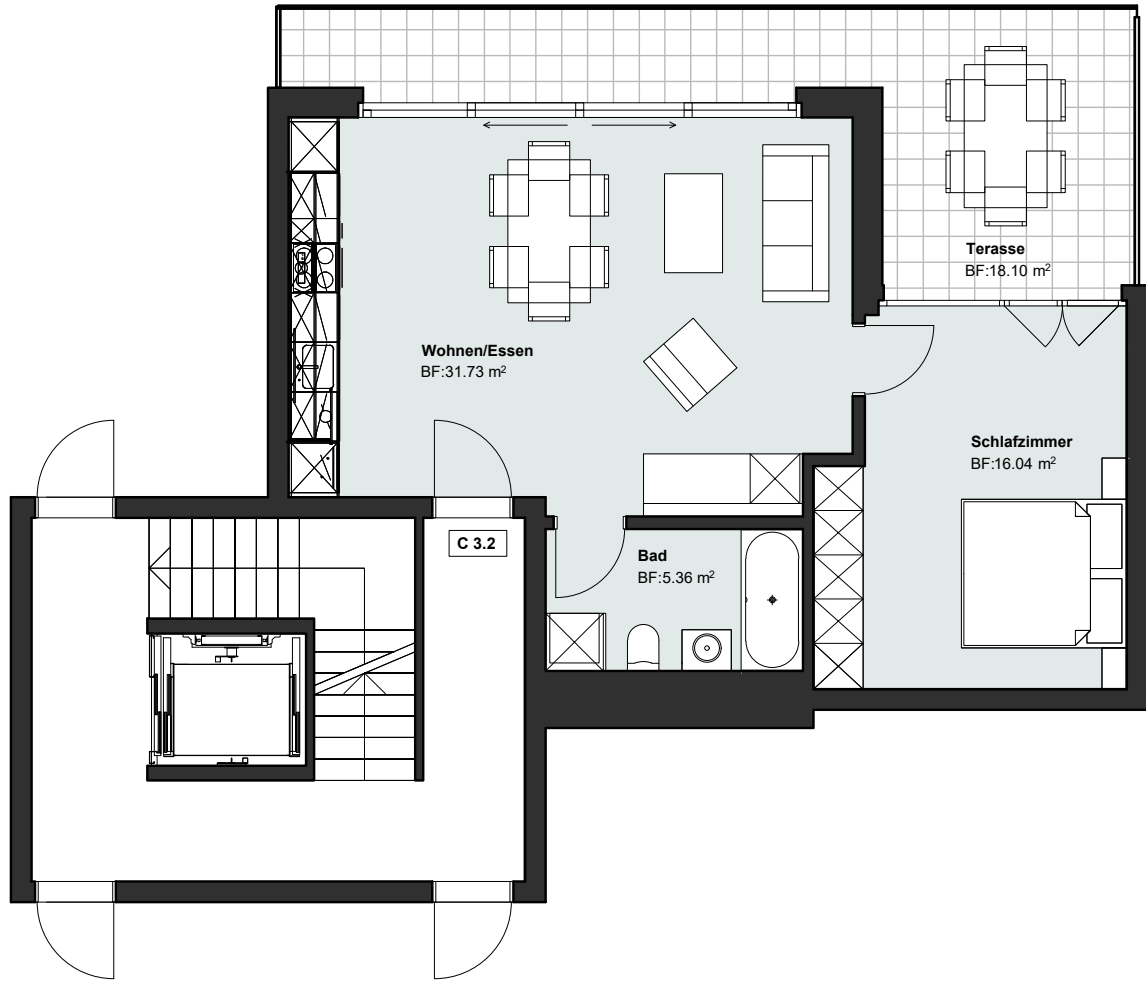 Terasse
BF:18.10 m²
Wohnen/Essen
BF:31.73 m²
Schlafzimmer
BF:16.04 m²
C 3.2
Bad
BF:5.36 m²